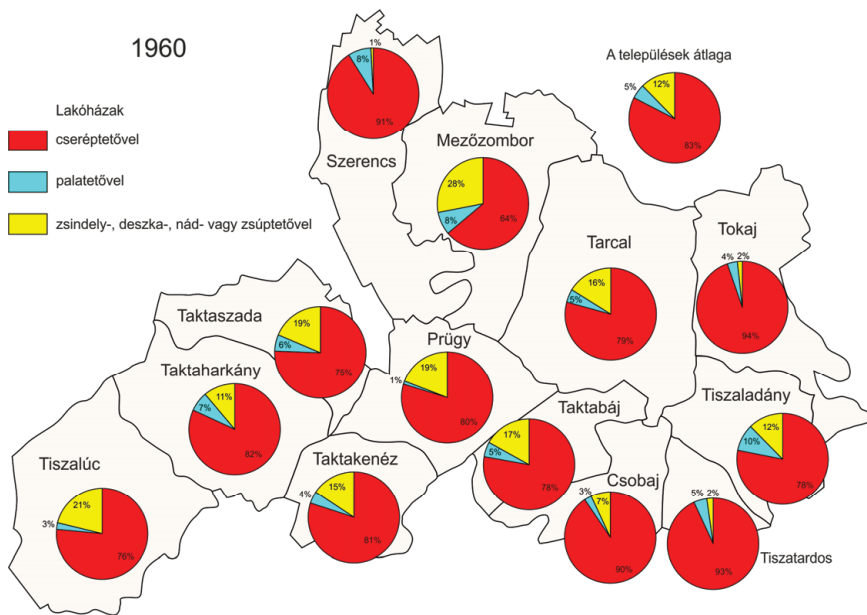 1960
Lakóházak
cseréptetővel
palatetővel
zsindely-, deszka-, nád- vagy zsúptetővel
A települések átlaga
5%
12%
83%
Szerencs
1%
8%
91%
Mezőzombor
28%
8%
64%
Tarcal
16%
5%
79%
Tokaj
4%
2%
94%
Taktaszada
19%
6%
75%
Taktaharkány
11%
7%
82%
Prügy
19%
1%
80%
Taktabáj
17%
5%
78%
Tiszaladány
12%
10%
78%
Tiszalúc
21%
3%
76%
Taktakenéz
15%
4%
81%
Csobaj
3%
7%
90%
5%
2%
93%
Tiszatardos